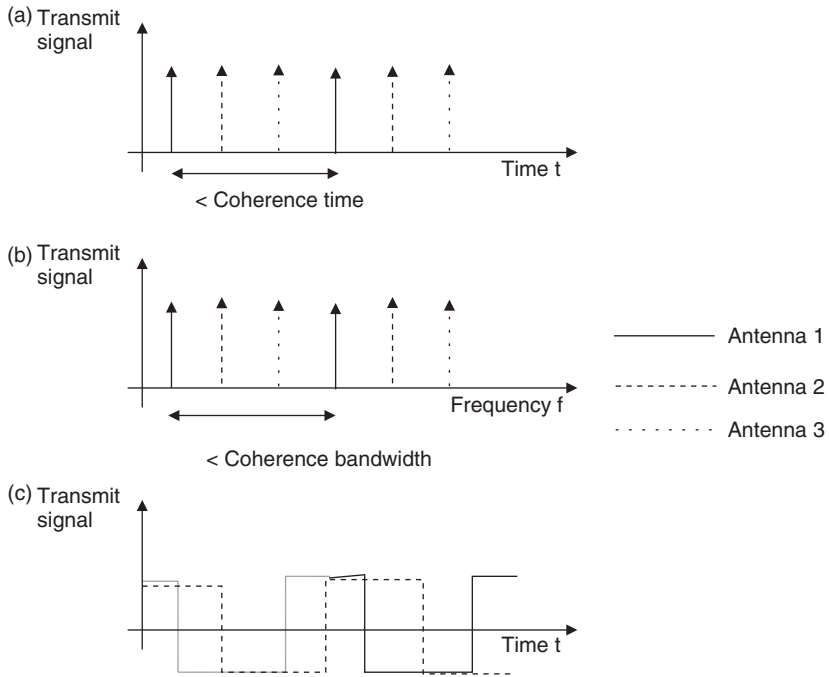 (a) Transmit
signal
Time t
< Coherence time
(b) Transmit
signal
Frequency f
< Coherence bandwidth
Antenna 1
Antenna 2
Antenna 3
(c) Transmit
signal
Time t